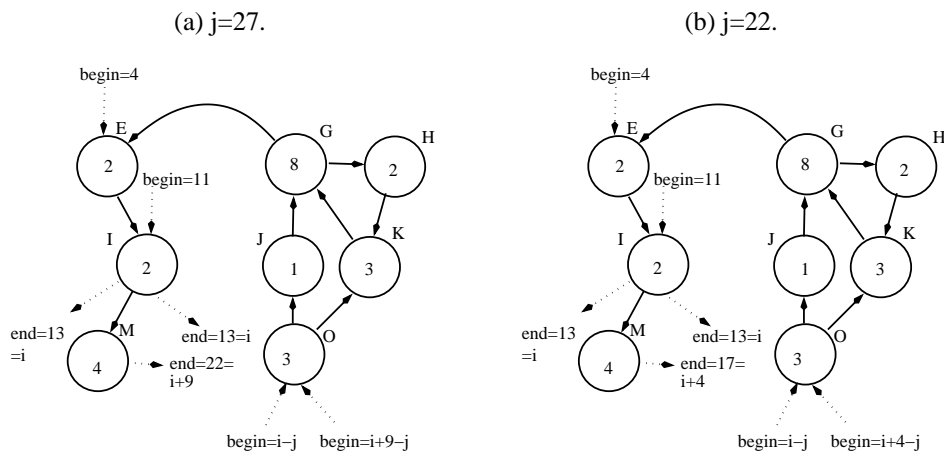 (a) j=27.
begin=4
E
2
begin=11
I
2
end=13
=i
end=13=i
M
4
end=22=
i+9
G
8
H
2
J
1
K
3
O
3
begin=i−j
begin=i+9−j
(b) j=22.
begin=4
E
2
begin=11
I
2
end=13
=i
end=13=i
M
4
end=17=
i+4
G
8
H
2
J
1
K
3
O
3
begin=i−j
begin=i+4−j